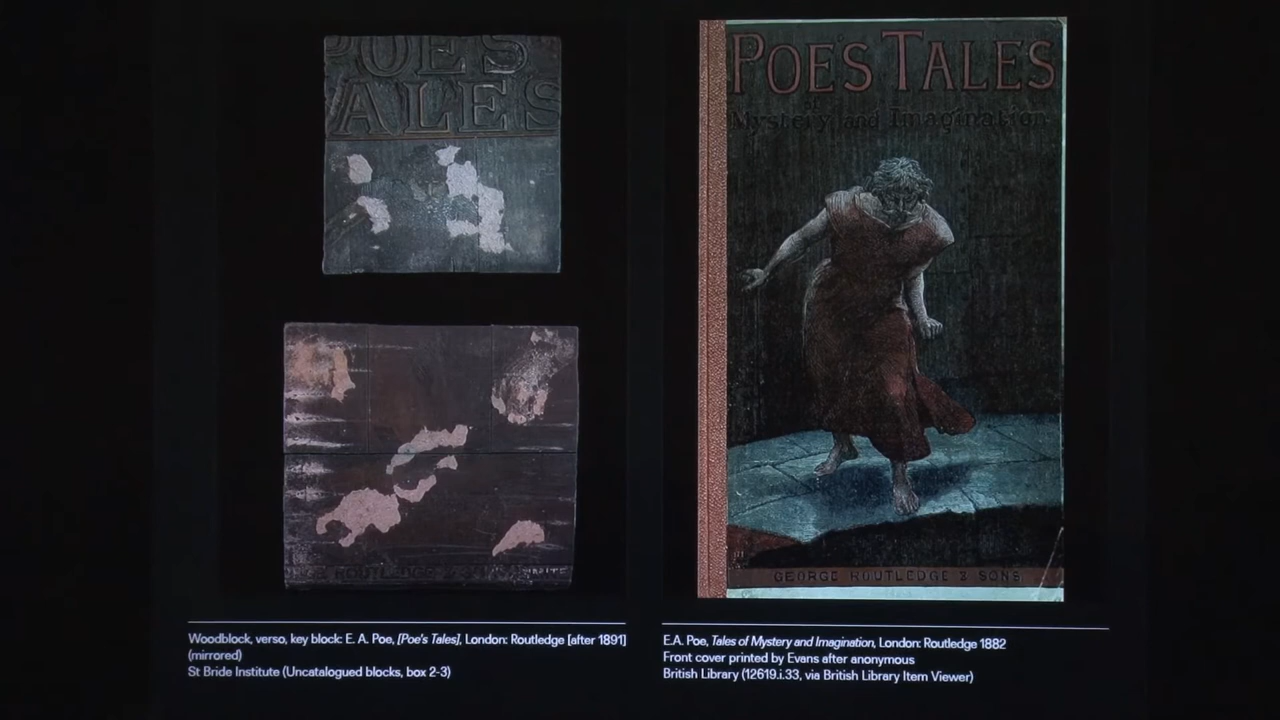 POE'S
TALES
Woodblock, verso, key block: E. A. Poe, [Poe's Tales], London: Routledge [after 1891]
(mirrored)
St Bride Institute (Uncatalogued blocks, box 2-3)
POE'S TALES
of
Mystery and Imagination
GEORGE ROUTLEDGE & SONS
E.A. Poe, Tales of Mystery and Imagination, London: Routledge 1882
Front cover printed by Evans after anonymous
British Library (12619.i.33, via British Library Item Viewer)